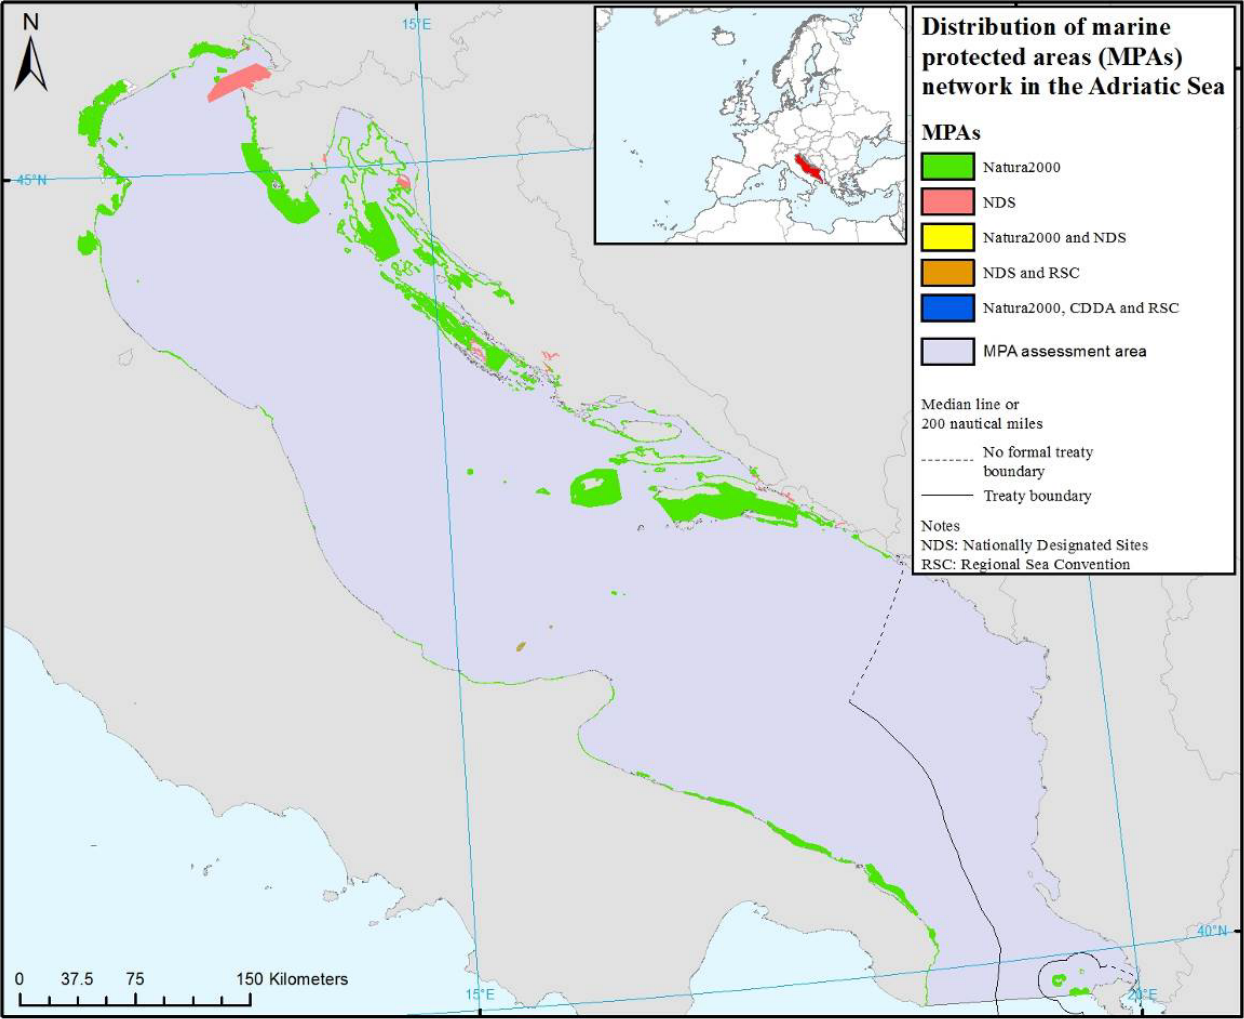 N
15°E
45°N
Distribution of marine
protected areas (MPAs)
network in the Adriatic Sea
MPAs
Natura2000
NDS
Natura2000 and NDS
NDS and RSC
Natura2000, CDDA and RSC
MPA assessment area
Median line or
200 nautical miles
No formal treaty
boundary
Treaty boundary
Notes
NDS: Nationally Designated Sites
RSC: Regional Sea Convention
40°N
0 37.5 75 150 Kilometers
15°E
20°E